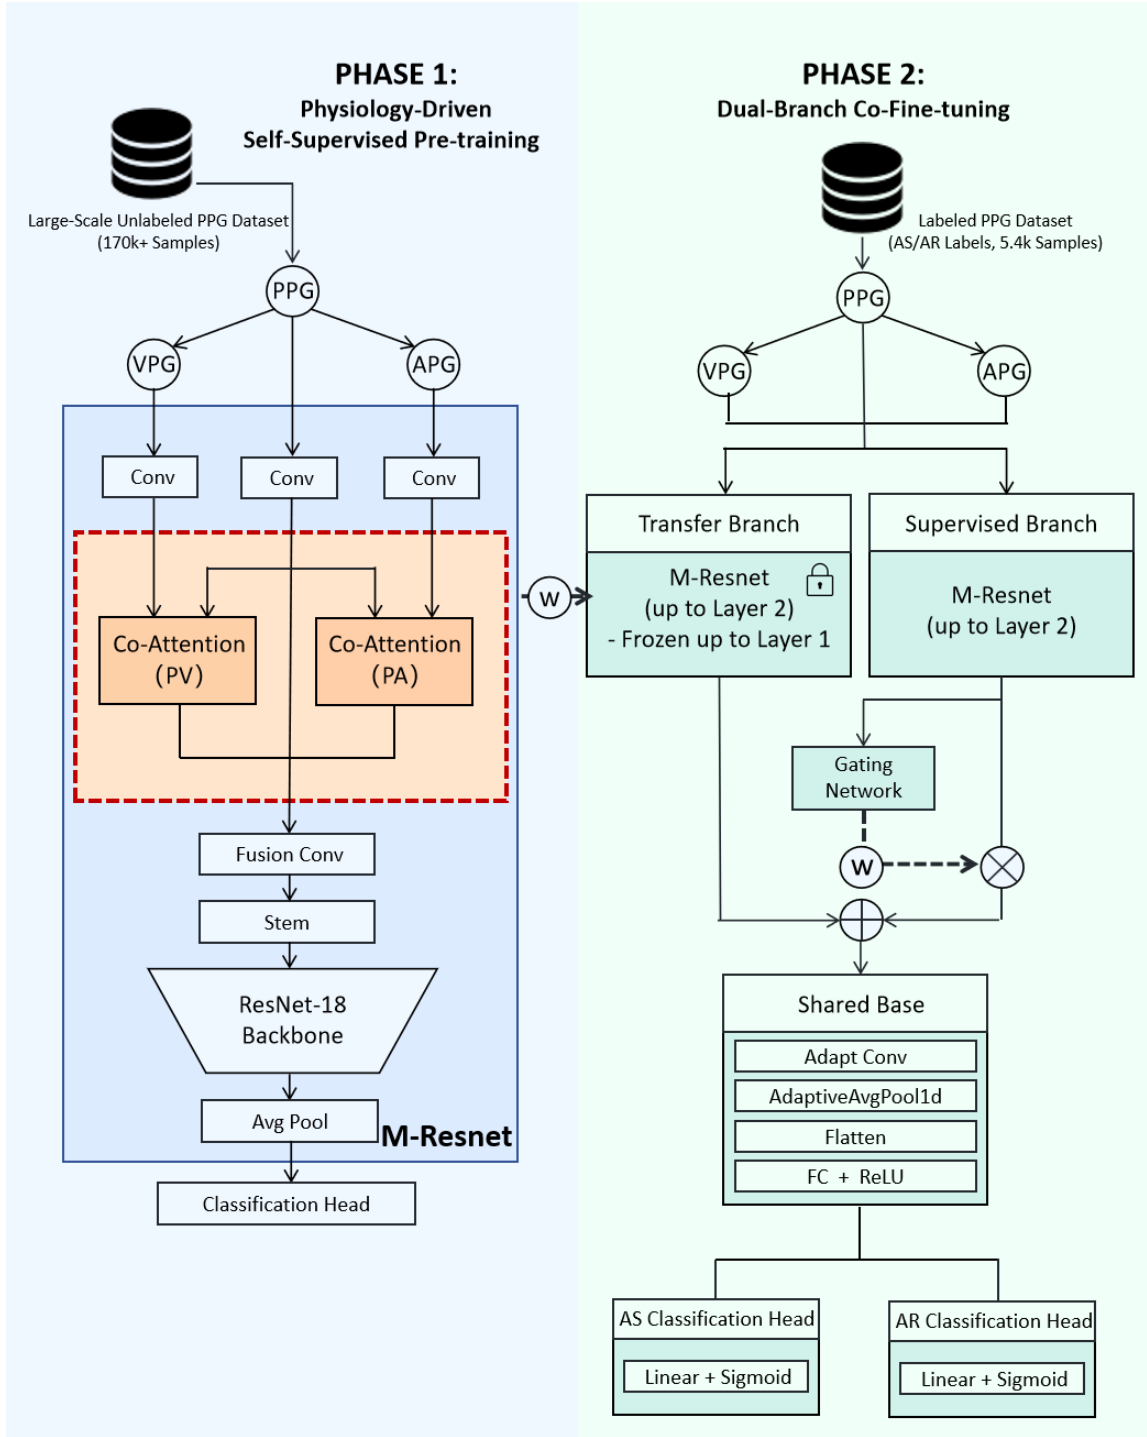 PHASE 1:
Physiology-Driven
Self-Supervised Pre-training
Large-Scale Unlabeled PPG Dataset
(170k+ Samples)
PPG
VPG
APG
Conv
Conv
Conv
Co-Attention
(PV)
Co-Attention
(PA)
Fusion Conv
Stem
ResNet-18
Backbone
Avg Pool
M-Resnet
Classification Head
W
PHASE 2:
Dual-Branch Co-Fine-tuning
Labeled PPG Dataset
(AS/AR Labels, 5.4k Samples)
PPG
VPG
APG
Transfer Branch
M-Resnet
(up to Layer 2)
- Frozen up to Layer 1
Supervised Branch
M-Resnet
(up to Layer 2)
Gating
Network
W
Shared Base
Adapt Conv
AdaptiveAvgPool1d
Flatten
FC + ReLU
AS Classification Head
Linear + Sigmoid
AR Classification Head
Linear + Sigmoid